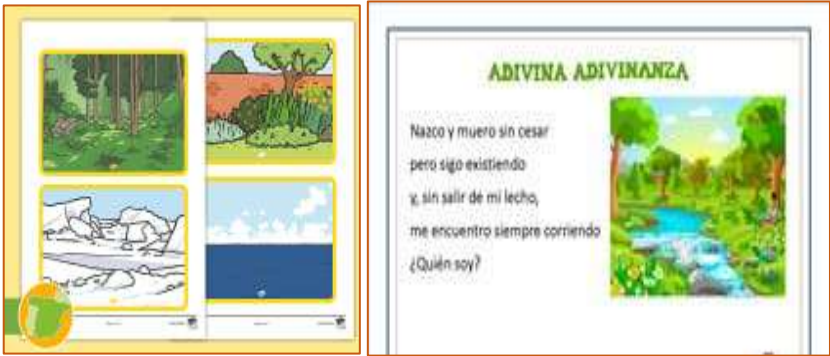 ADIVINA ADIVINANZA
Nazco y muero sin cesar
pero sigo existiendo
y, sin salir de mi lecho,
me encuentro siempre corriendo
¿Quién soy?